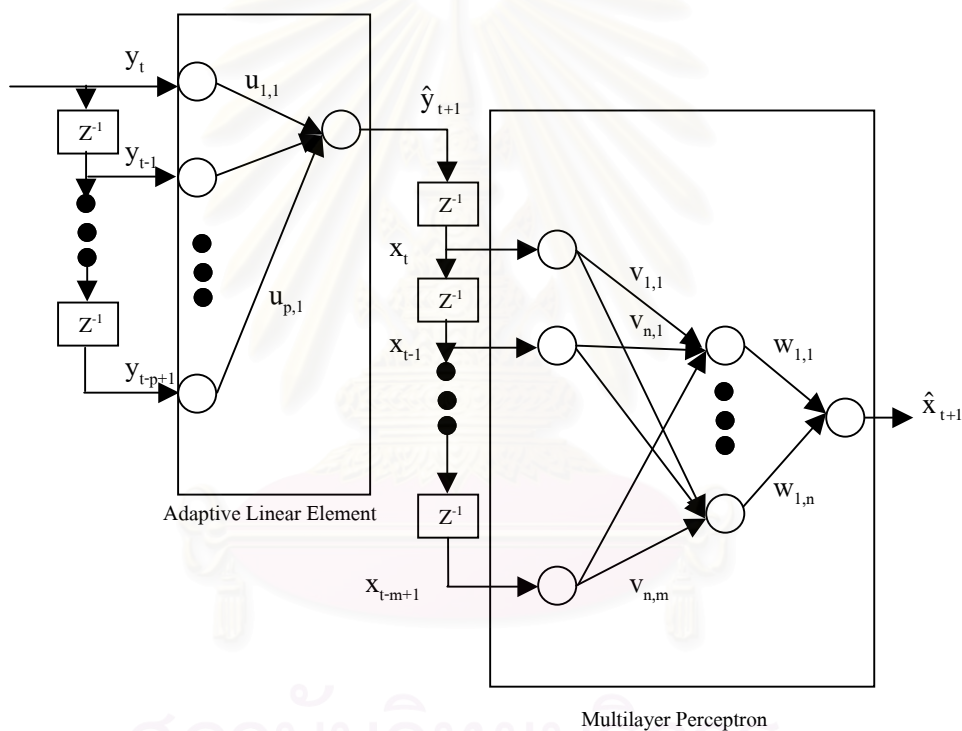 y_t
u_{1,1}
Z^{-1}
ŷ_{t+1}
y_{t-1}
Z^{-1}
x_t
v_{1,1}
Z^{-1}
u_{p,1}
Z^{-1}
v_{n,1}
x_{t-1}
w_{1,1}
y_{t-p+1}
x̂_{t+1}
w_{1,n}
Adaptive Linear Element
Z^{-1}
x_{t-m+1}
v_{n,m}
Multilayer Perceptron